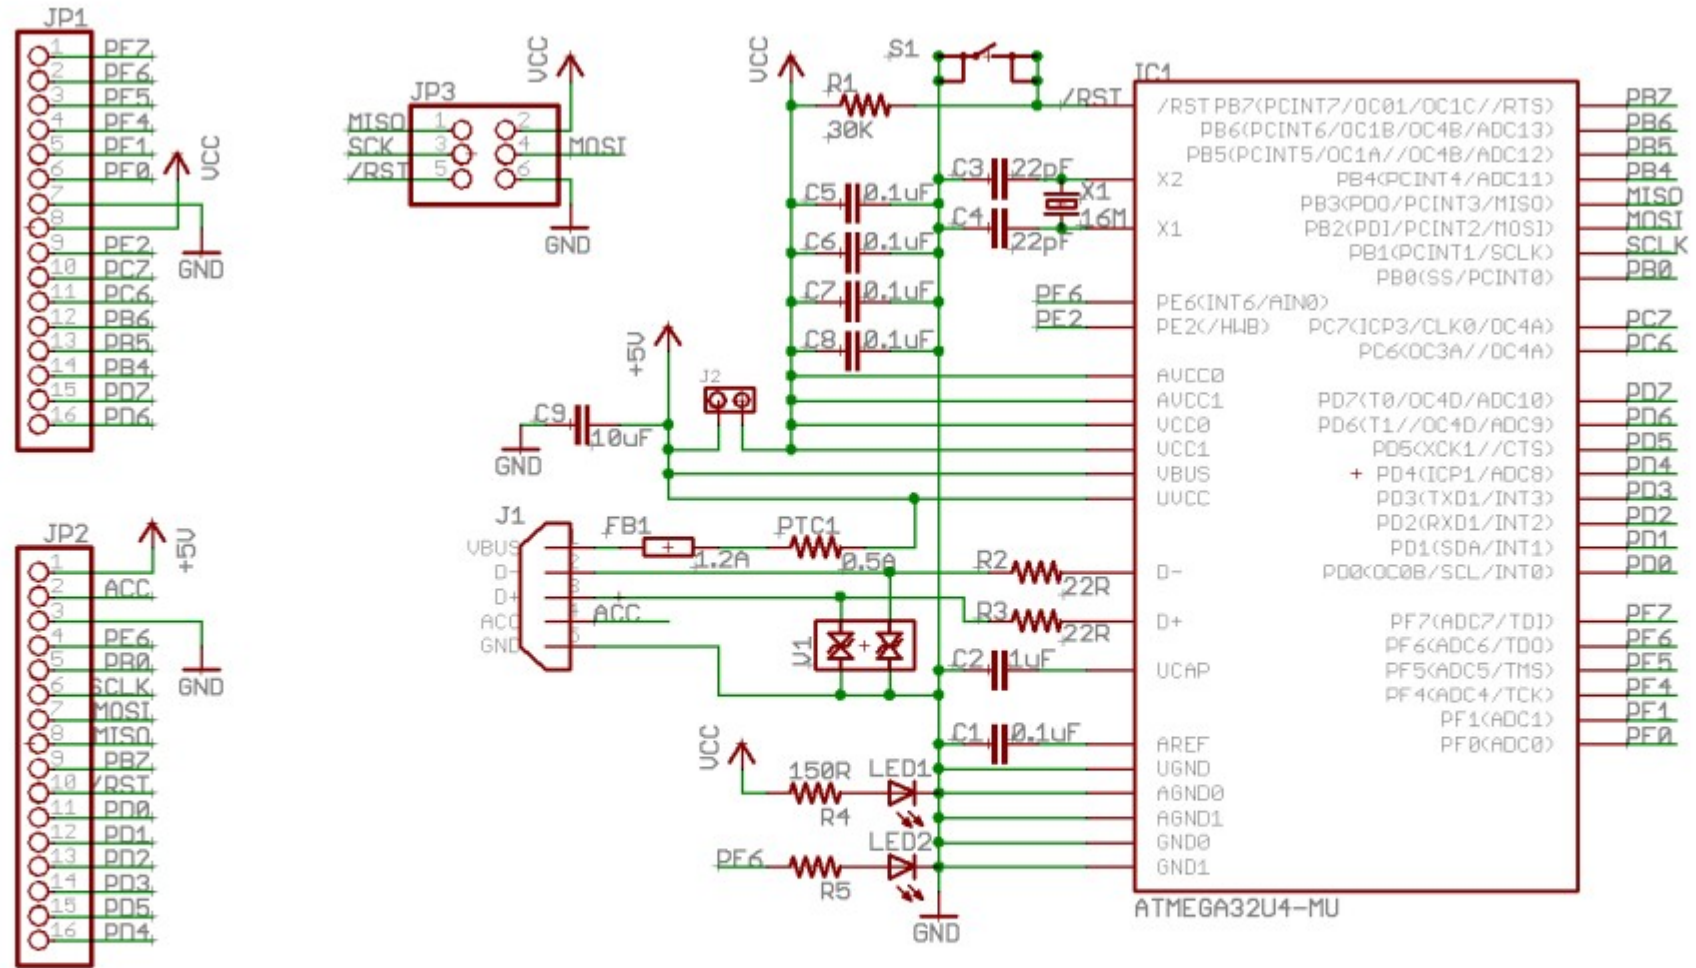 JP1
1 PF7
2 PF6
3 PF5
4 PF4
5 PF1
6 PF0
7
8
9 PE2
10 PC7
11 PC6
12 PB6
13 PB5
14 PB4
15 PD7
16 PD6
VCC
GND
JP2
1
2 ACC
3
4 PE6
5 PB0
6 SCLK
7 MOSI
8 MISO
9 PB7
10 /RST
11 PD0
12 PD1
13 PD2
14 PD3
15 PD5
16 PD4
+5V
GND
JP3
VCC
MISO 1 2
SCK 3 4 MOSI
/RST 5 6
GND
VCC
S1
R1
30K
/RST
C3 22pF
X1
16M
C4
22pF
C5 0.1uF
C6 0.1uF
C7 0.1uF
C8 0.1uF
PE6
PE2
+5V
J2
C9
10uF
GND
J1
VBUS 1
D- 2
D+ 3
ACC 4 ACC
GND 5
FB1
1.2A
PTC1
0.5A
R2
22R
R3
22R
V1
C2 1uF
C1 0.1uF
VCC
150R
R4
LED1
PE6
R5
LED2
GND
IC1
/RST PB7(PCINT7/OC01/OC1C//RTS) PB7
PB6(PCINT6/OC1B/OC4B/ADC13) PB6
PB5(PCINT5/OC1A//OC4B/ADC12) PB5
X2 PB4(PCINT4/ADC11) PB4
PB3(PDO/PCINT3/MISO) MISO
X1 PB2(PDI/PCINT2/MOSI) MOSI
PB1(PCINT1/SCLK) SCLK
PB0(SS/PCINT0) PB0
PE6(INT6/AIN0)
PE2(/HWB) PC7(ICP3/CLK0/OC4A) PC7
PC6(OC3A//OC4A) PC6
AVCC0
AVCC1 PD7(T0/OC4D/ADC10) PD7
VCC0 PD6(T1//OC4D/ADC9) PD6
VCC1 PD5(XCK1//CTS) PD5
VBUS PD4(ICP1/ADC8) PD4
UVCC PD3(TXD1/INT3) PD3
PD2(RXD1/INT2) PD2
PD1(SDA/INT1) PD1
D- PD0(OC0B/SCL/INT0) PD0
D+ PF7(ADC7/TDI) PF7
PF6(ADC6/TDO) PF6
UCAP PF5(ADC5/TMS) PF5
PF4(ADC4/TCK) PF4
PF1(ADC1) PF1
AREF PF0(ADC0) PF0
UGND
AGND0
AGND1
GND0
GND1
ATMEGA32U4-MU